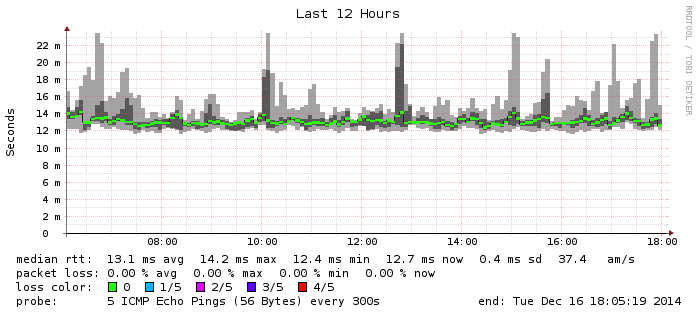 Last 12 Hours
RRDTOOL / TOBI OETIKER
Seconds
22 m
20 m
18 m
16 m
14 m
12 m
10 m
8 m
6 m
4 m
2 m
0
08:00 10:00 12:00 14:00 16:00 18:00
median rtt: 13.1 ms avg 14.2 ms max 12.4 ms min 12.7 ms now 0.4 ms sd 37.4 am/s
packet loss: 0.00 % avg 0.00 % max 0.00 % min 0.00 % now
loss color: 0 1/5 2/5 3/5 4/5
probe: 5 ICMP Echo Pings (56 Bytes) every 300s end: Tue Dec 16 18:05:19 2014